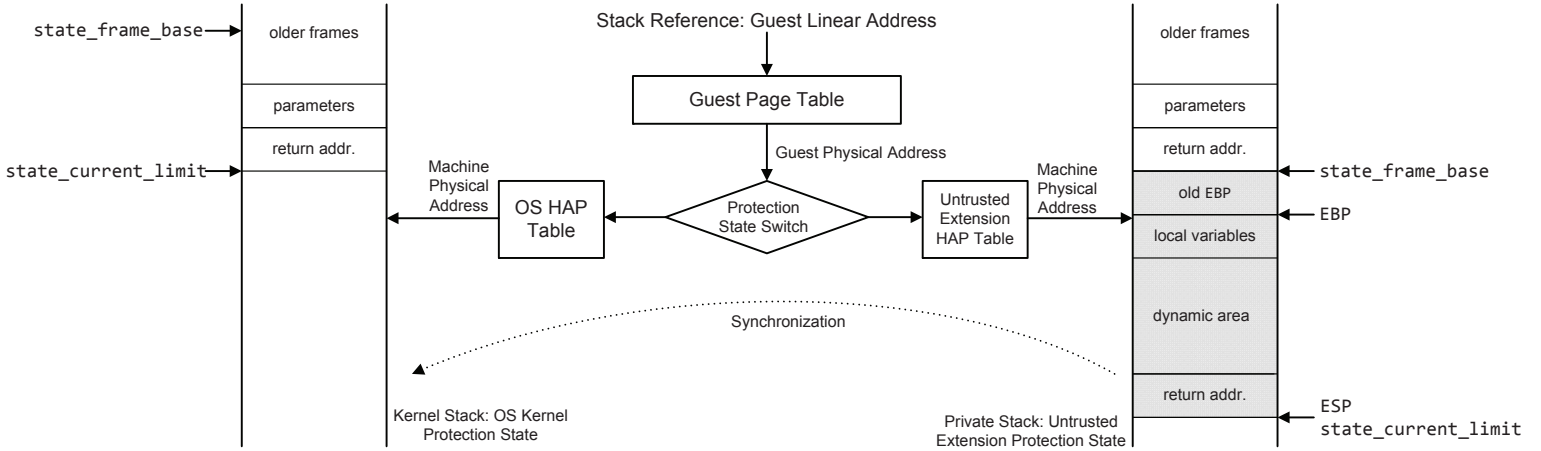 Stack Reference: Guest Linear Address
state_frame_base
older frames
parameters
return addr.
state_current_limit
Guest Page Table
Guest Physical Address
Machine
Physical
Address
OS HAP
Table
Protection
State Switch
Untrusted
Extension
HAP Table
Machine
Physical
Address
older frames
parameters
return addr.
state_frame_base
old EBP
EBP
local variables
dynamic area
return addr.
ESP
state_current_limit
Synchronization
Kernel Stack: OS Kernel
Protection State
Private Stack: Untrusted
Extension Protection State